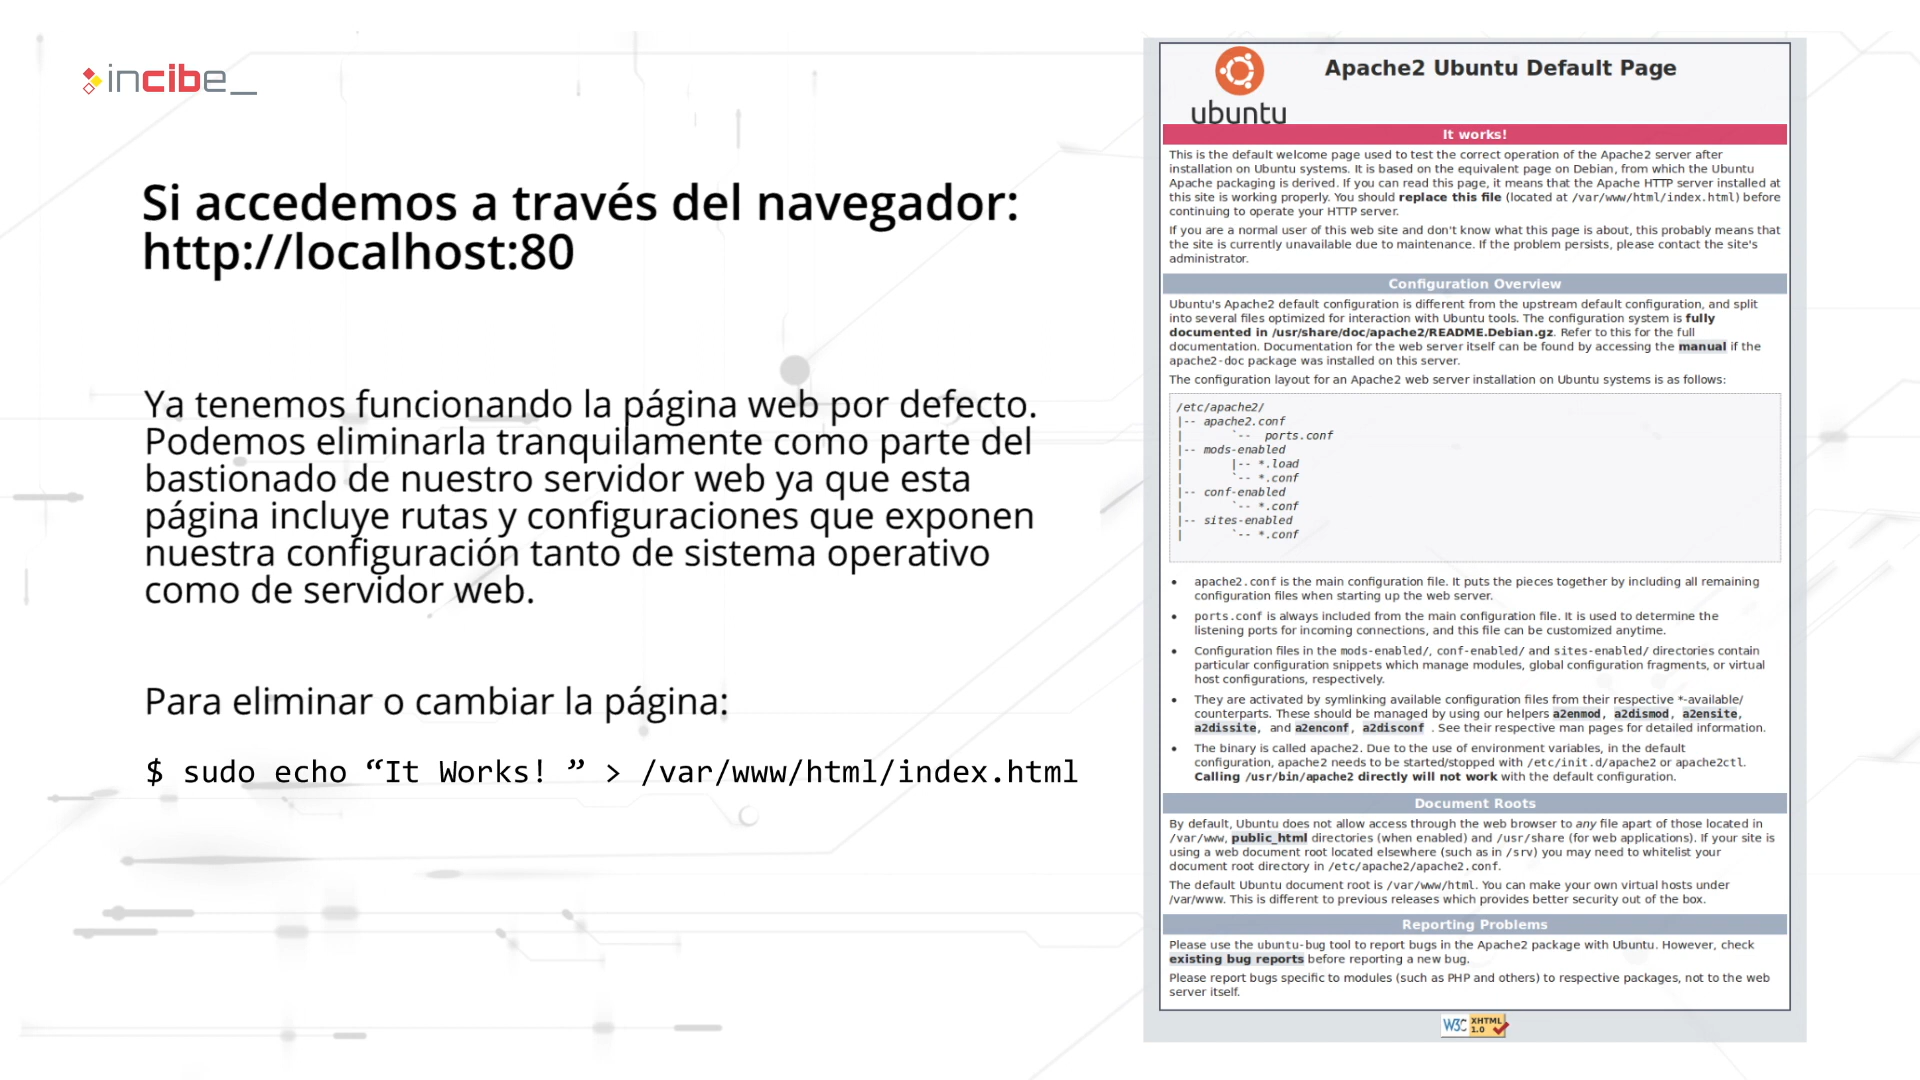 incibe_
Si accedemos a través del navegador:
http://localhost:80
Ya tenemos funcionando la página web por defecto.
Podemos eliminarla tranquilamente como parte del
bastionado de nuestro servidor web ya que esta
página incluye rutas y configuraciones que exponen
nuestra configuración tanto de sistema operativo
como de servidor web.
Para eliminar o cambiar la página:
$ sudo echo “It Works! ” > /var/www/html/index.html
ubuntu
Apache2 Ubuntu Default Page
It works!
This is the default welcome page used to test the correct operation of the Apache2 server after
installation on Ubuntu systems. It is based on the equivalent page on Debian, from which the Ubuntu
Apache packaging is derived. If you can read this page, it means that the Apache HTTP server installed at
this site is working properly. You should replace this file (located at /var/www/html/index.html) before
continuing to operate your HTTP server.
If you are a normal user of this web site and don't know what this page is about, this probably means that
the site is currently unavailable due to maintenance. If the problem persists, please contact the site's
administrator.
Configuration Overview
Ubuntu's Apache2 default configuration is different from the upstream default configuration, and split
into several files optimized for interaction with Ubuntu tools. The configuration system is fully
documented in /usr/share/doc/apache2/README.Debian.gz. Refer to this for the full
documentation. Documentation for the web server itself can be found by accessing the manual if the
apache2-doc package was installed on this server.
The configuration layout for an Apache2 web server installation on Ubuntu systems is as follows:
/etc/apache2/
|-- apache2.conf
|       `--  ports.conf
|-- mods-enabled
|       |-- *.load
|       `-- *.conf
|-- conf-enabled
|       `-- *.conf
|-- sites-enabled
|       `-- *.conf
• apache2.conf is the main configuration file. It puts the pieces together by including all remaining
configuration files when starting up the web server.
• ports.conf is always included from the main configuration file. It is used to determine the
listening ports for incoming connections, and this file can be customized anytime.
• Configuration files in the mods-enabled/, conf-enabled/ and sites-enabled/ directories contain
particular configuration snippets which manage modules, global configuration fragments, or virtual
host configurations, respectively.
• They are activated by symlinking available configuration files from their respective *-available/
counterparts. These should be managed by using our helpers a2enmod, a2dismod, a2ensite,
a2dissite, and a2enconf, a2disconf . See their respective man pages for detailed information.
• The binary is called apache2. Due to the use of environment variables, in the default
configuration, apache2 needs to be started/stopped with /etc/init.d/apache2 or apache2ctl.
Calling /usr/bin/apache2 directly will not work with the default configuration.
Document Roots
By default, Ubuntu does not allow access through the web browser to any file apart of those located in
/var/www, public_html directories (when enabled) and /usr/share (for web applications). If your site is
using a web document root located elsewhere (such as in /srv) you may need to whitelist your
document root directory in /etc/apache2/apache2.conf.
The default Ubuntu document root is /var/www/html. You can make your own virtual hosts under
/var/www. This is different to previous releases which provides better security out of the box.
Reporting Problems
Please use the ubuntu-bug tool to report bugs in the Apache2 package with Ubuntu. However, check
existing bug reports before reporting a new bug.
Please report bugs specific to modules (such as PHP and others) to respective packages, not to the web
server itself.
W3C XHTML
1.0